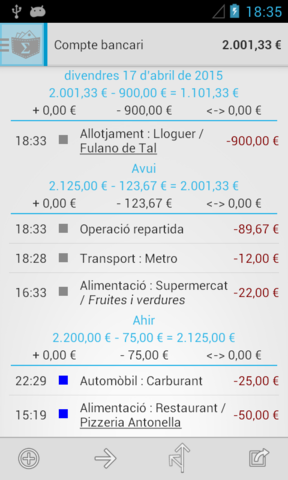 18:35
Σ
Compte bancari 2.001,33 €
divendres 17 d'abril de 2015
2.001,33 € - 900,00 € = 1.101,33 €
+ 0,00 € - 900,00 € <-> 0,00 €
18:33 Allotjament : Lloguer / -900,00 €
Fulano de Tal
Avui
2.125,00 € - 123,67 € = 2.001,33 €
+ 0,00 € - 123,67 € <-> 0,00 €
18:33 Operació repartida -89,67 €
18:28 Transport : Metro -12,00 €
16:33 Alimentació : Supermercat -22,00 €
/ Fruites i verdures
Ahir
2.200,00 € - 75,00 € = 2.125,00 €
+ 0,00 € - 75,00 € <-> 0,00 €
22:29 Automòbil : Carburant -25,00 €
15:19 Alimentació : Restaurant / -50,00 €
Pizzeria Antonella